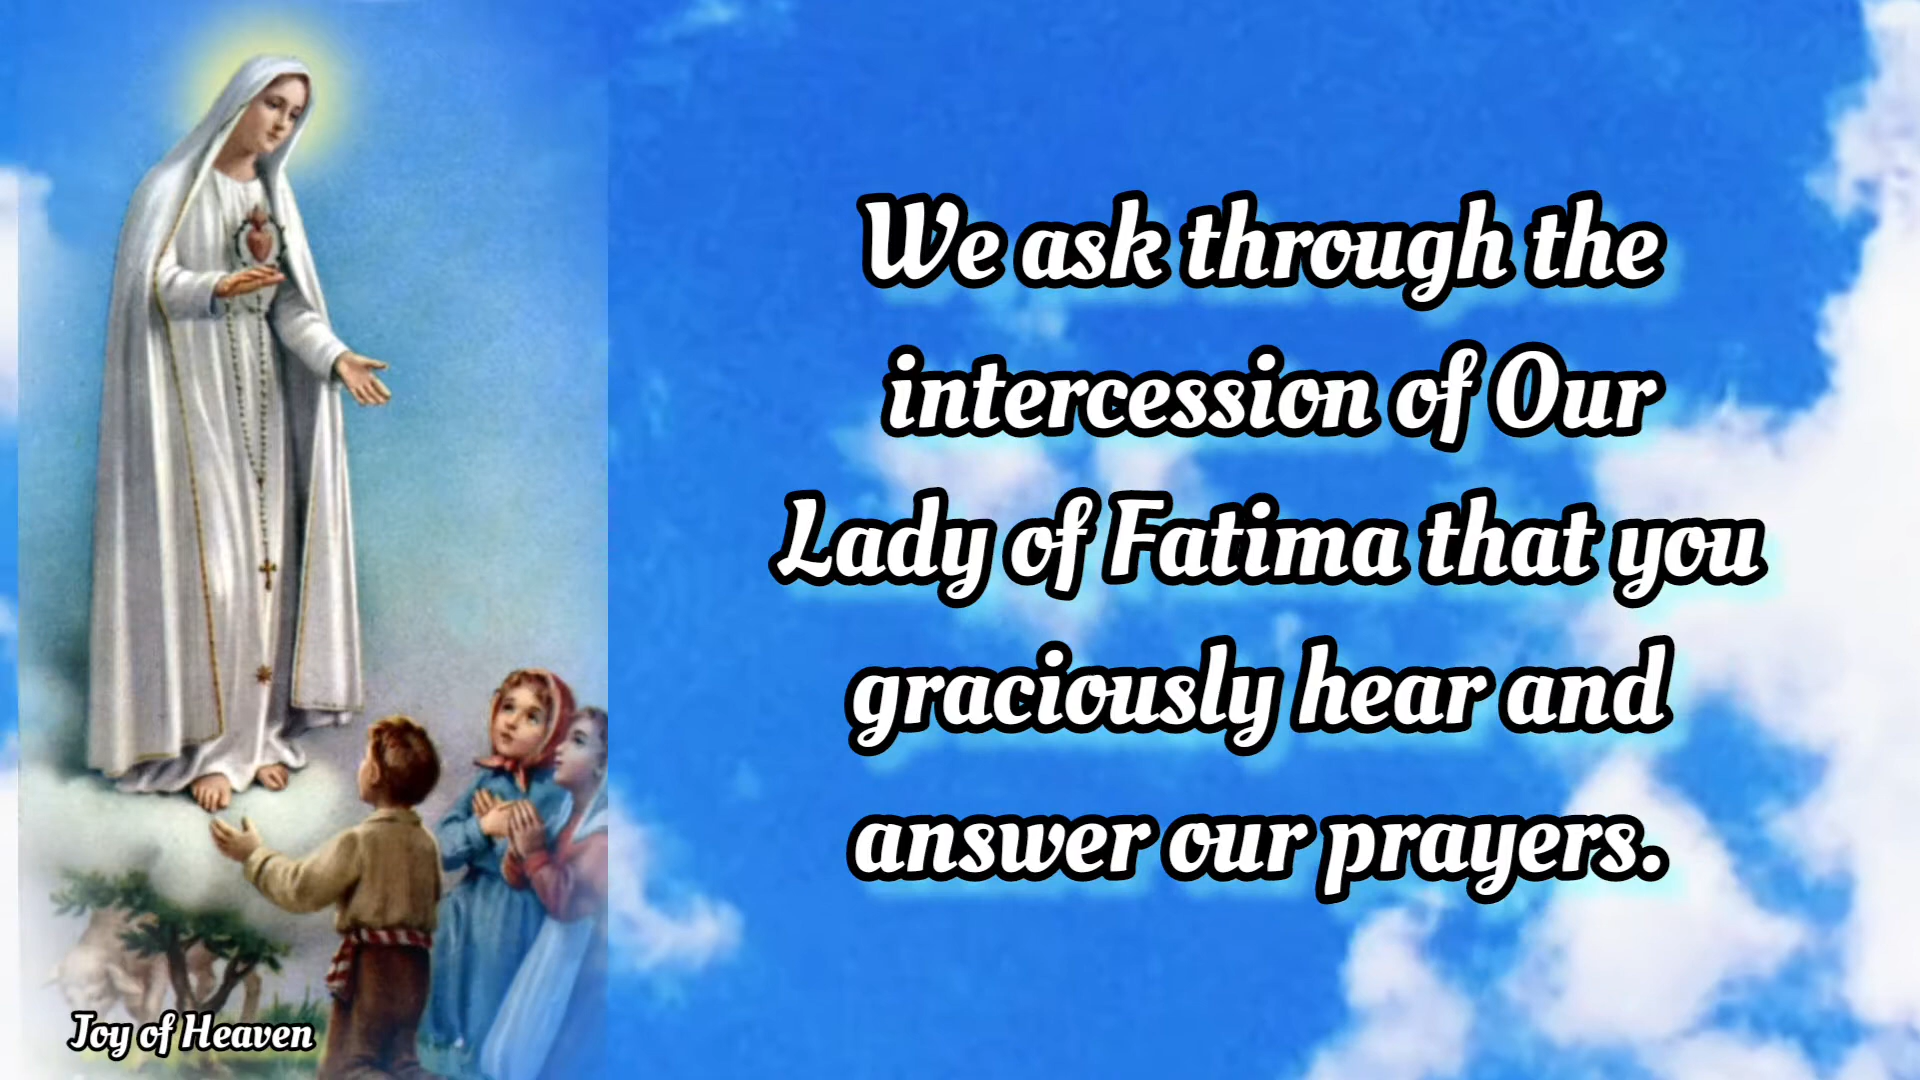 We ask through the
intercession of Our
Lady of Fatima that you
graciously hear and
answer our prayers.
Joy of Heaven